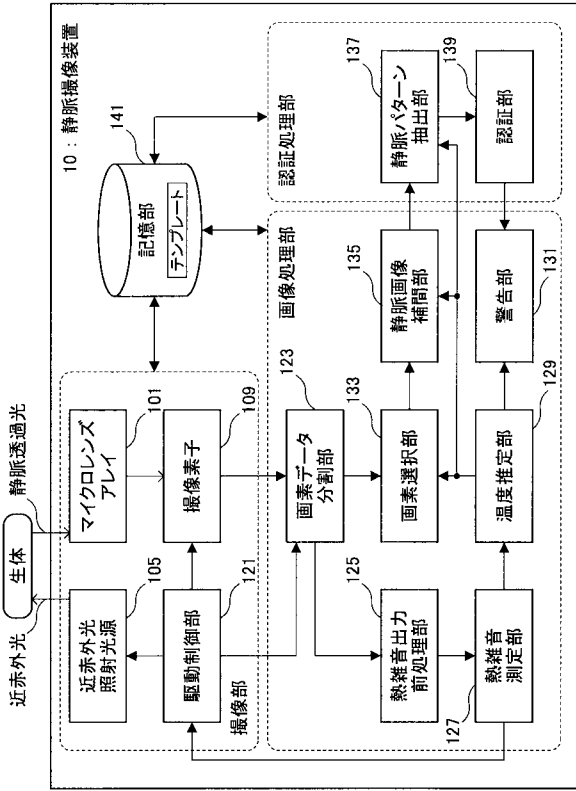 10：静脈撮像装置
生体
近赤外光
静脈透過光
近赤外光
照射光源
105
マイクロレンズ
アレイ
101
駆動制御部
121
撮像素子
109
撮像部
記憶部
テンプレート
141
画像処理部
画素データ
分割部
123
熱雑音出力
前処理部
125
画素選択部
133
静脈画像
補間部
135
熱雑音
測定部
127
温度推定部
129
警告部
131
認証処理部
静脈パターン
抽出部
137
認証部
139